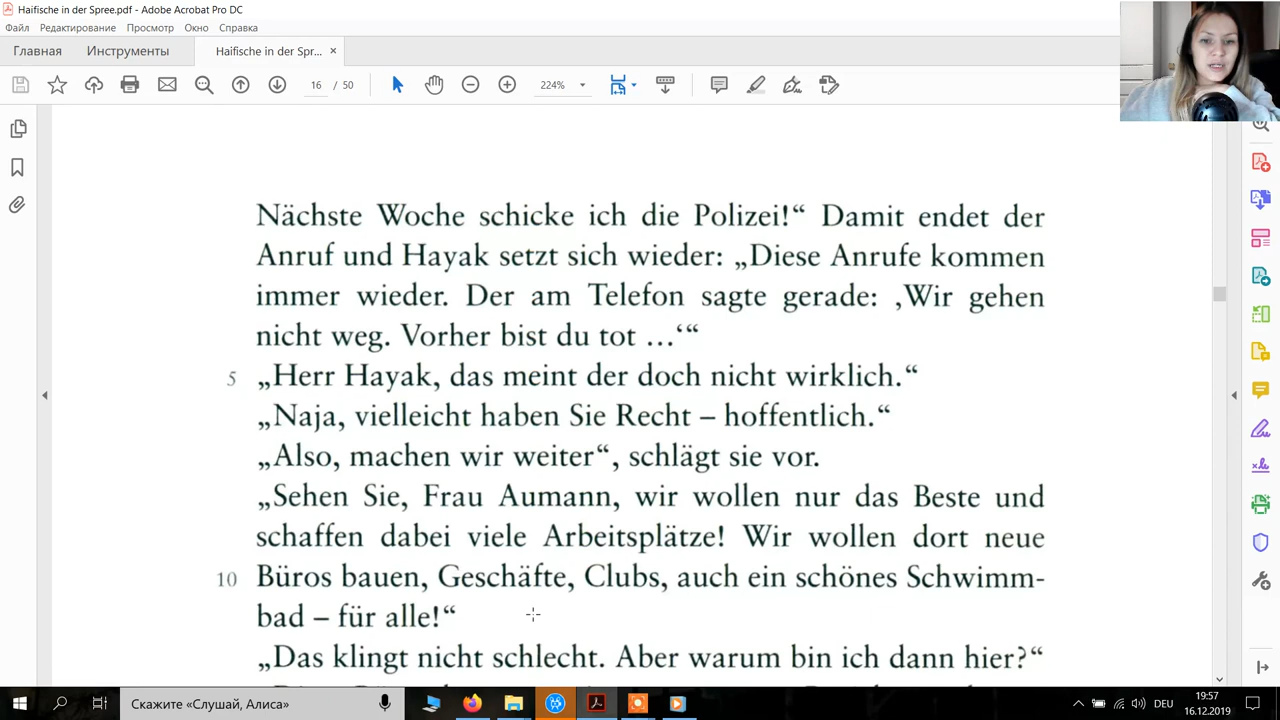 Haifische in der Spree.pdf - Adobe Acrobat Pro DC
Файл Редактирование Просмотр Окно Справка
Главная Инструменты Haifische in der Spr... ×
16 / 50 224%
Nächste Woche schicke ich die Polizei!“ Damit endet der
Anruf und Hayak setzt sich wieder: „Diese Anrufe kommen
immer wieder. Der am Telefon sagte gerade: ‚Wir gehen
nicht weg. Vorher bist du tot …‘“
5 „Herr Hayak, das meint der doch nicht wirklich.“
„Naja, vielleicht haben Sie Recht – hoffentlich.“
„Also, machen wir weiter“, schlägt sie vor.
„Sehen Sie, Frau Aumann, wir wollen nur das Beste und
schaffen dabei viele Arbeitsplätze! Wir wollen dort neue
10 Büros bauen, Geschäfte, Clubs, auch ein schönes Schwimm-
bad – für alle!“
„Das klingt nicht schlecht. Aber warum bin ich dann hier?“
Скажите «Слушай, Алиса»
DEU
19:57
16.12.2019